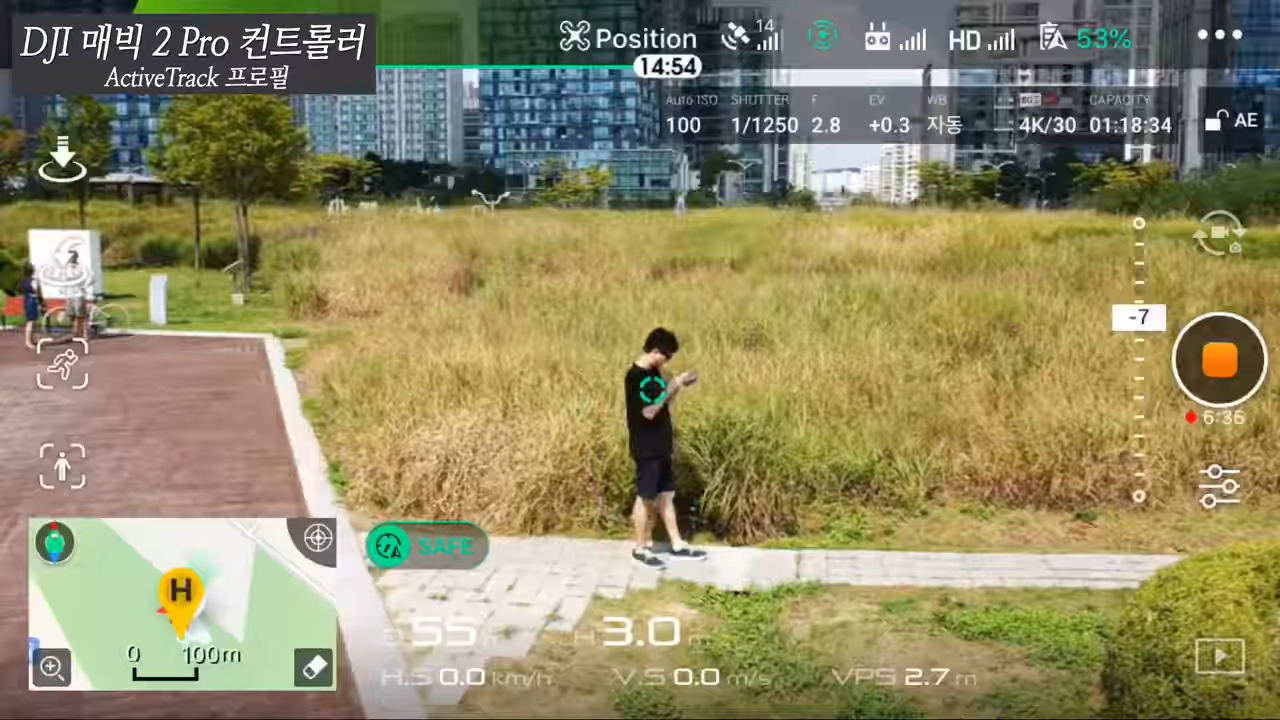 DJI 매빅 2 Pro 컨트롤러
ActiveTrack 프로필
Position 14 HD 53%
14:54
Auto ISO SHUTTER F EV WB CAPACITY
100 1/1250 2.8 +0.3 자동 4K/30 01:18:34 AE
2
-7
6:36
SAFE
H
0 100m
55 H 3.0 m
H.S 0.0 km/h V.S 0.0 m/s VPS 2.7 m